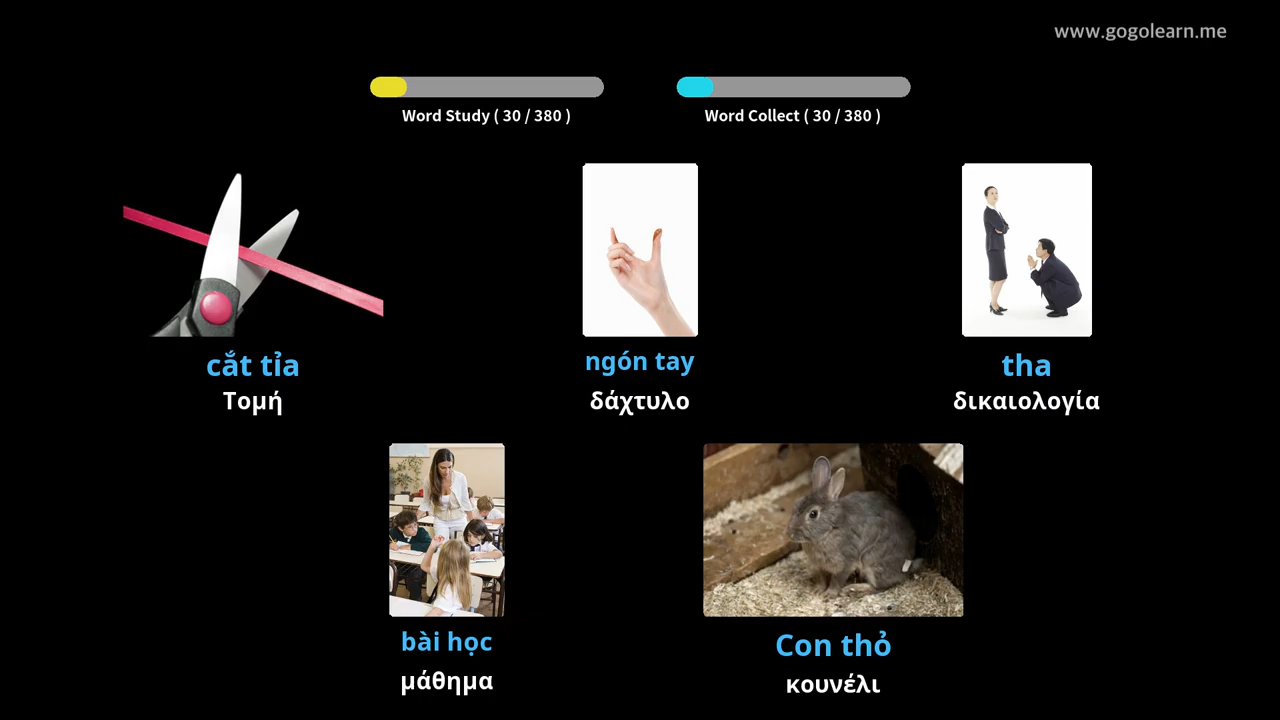 www.gogolearn.me
Word Study ( 30 / 380 )
Word Collect ( 30 / 380 )
cắt tỉa
Τομή
ngón tay
δάχτυλο
tha
δικαιολογία
bài học
μάθημα
Con thỏ
κουνέλι